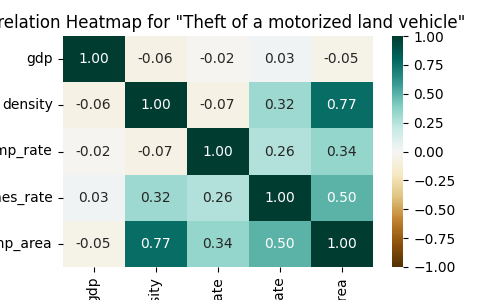 relation Heatmap for "Theft of a motorized land vehicle"
gdp 1.00 -0.06 -0.02 0.03 -0.05
density -0.06 1.00 -0.07 0.32 0.77
mp_rate -0.02 -0.07 1.00 0.26 0.34
nes_rate 0.03 0.32 0.26 1.00 0.50
mp_area -0.05 0.77 0.34 0.50 1.00
gdp
sity
ate
ate
rea
1.00
0.75
0.50
0.25
0.00
−0.25
−0.50
−0.75
−1.00